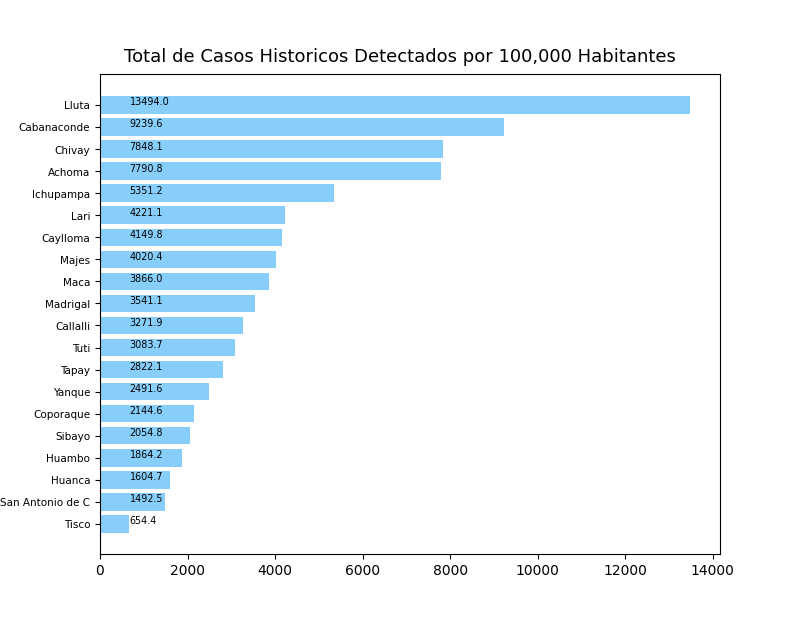 Total de Casos Historicos Detectados por 100,000 Habitantes
Lluta 13494.0
Cabanaconde 9239.6
Chivay 7848.1
Achoma 7790.8
Ichupampa 5351.2
Lari 4221.1
Caylloma 4149.8
Majes 4020.4
Maca 3866.0
Madrigal 3541.1
Callalli 3271.9
Tuti 3083.7
Tapay 2822.1
Yanque 2491.6
Coporaque 2144.6
Sibayo 2054.8
Huambo 1864.2
Huanca 1604.7
San Antonio de C 1492.5
Tisco 654.4
0 2000 4000 6000 8000 10000 12000 14000